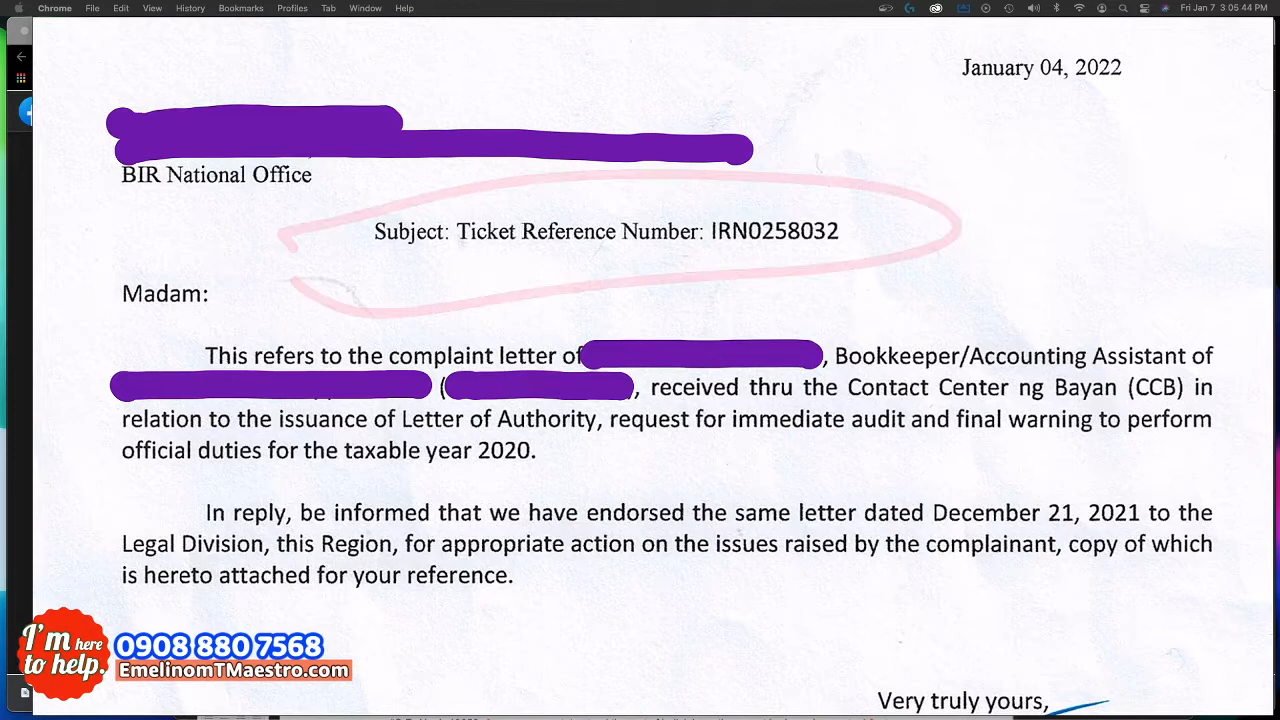 Chrome File Edit View History Bookmarks Profiles Tab Window Help Fri Jan 7 3:05:44 PM
January 04, 2022
BIR National Office
Subject: Ticket Reference Number: IRN0258032
Madam:
This refers to the complaint letter of , Bookkeeper/Accounting Assistant of
( , received thru the Contact Center ng Bayan (CCB) in
relation to the issuance of Letter of Authority, request for immediate audit and final warning to perform
official duties for the taxable year 2020.
In reply, be informed that we have endorsed the same letter dated December 21, 2021 to the
Legal Division, this Region, for appropriate action on the issues raised by the complainant, copy of which
is hereto attached for your reference.
I'm here
to help.
0908 880 7568
EmelinomTMaestro.com
Very truly yours,